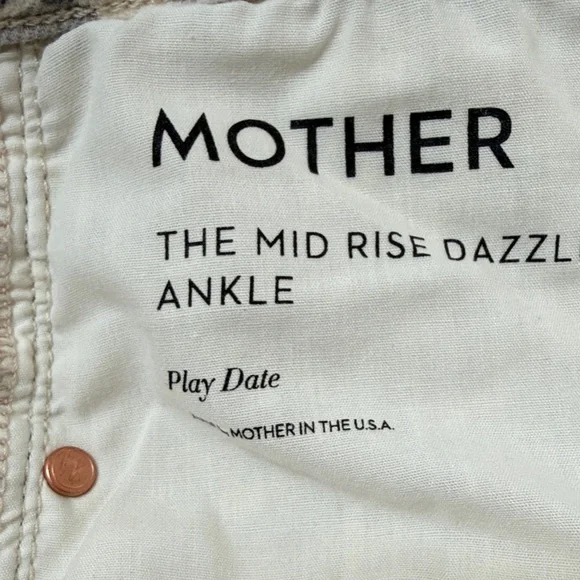 MOTHER
THE MID RISE DAZZL
ANKLE
Play Date
MOTHER IN THE U.S.A.